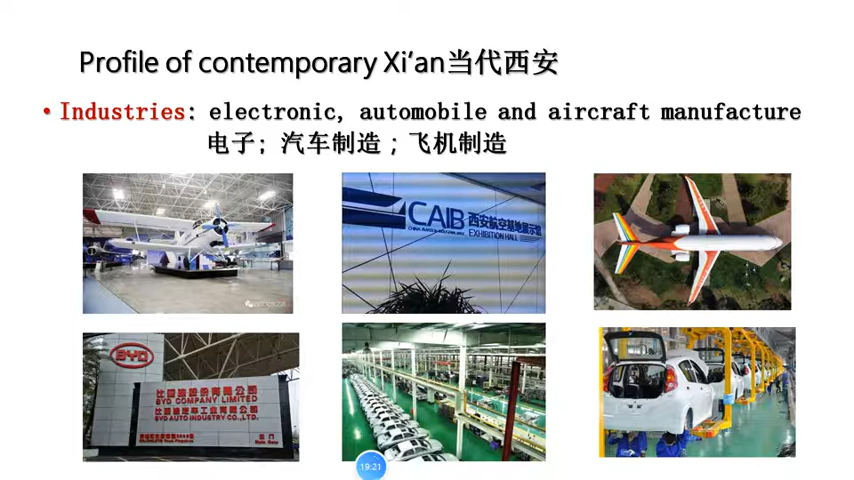 Profile of contemporary Xi'an当代西安
• Industries: electronic, automobile and aircraft manufacture
电子; 汽车制造；飞机制造
CAIB 西安航空基地展示馆
EXHIBITION HALL
BYD
比亚迪股份有限公司
BYD COMPANY LIMITED
比亚迪汽车工业有限公司
BYD AUTO INDUSTRY CO.,LTD.
19:21